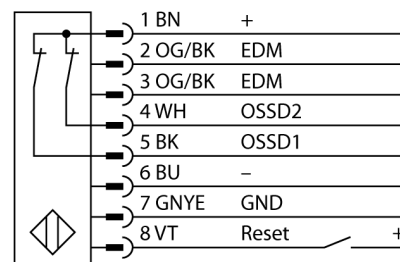 1 BN +
2 OG/BK EDM
3 OG/BK EDM
4 WH OSSD2
5 BK OSSD1
6 BU –
7 GNYE GND
8 VT Reset +